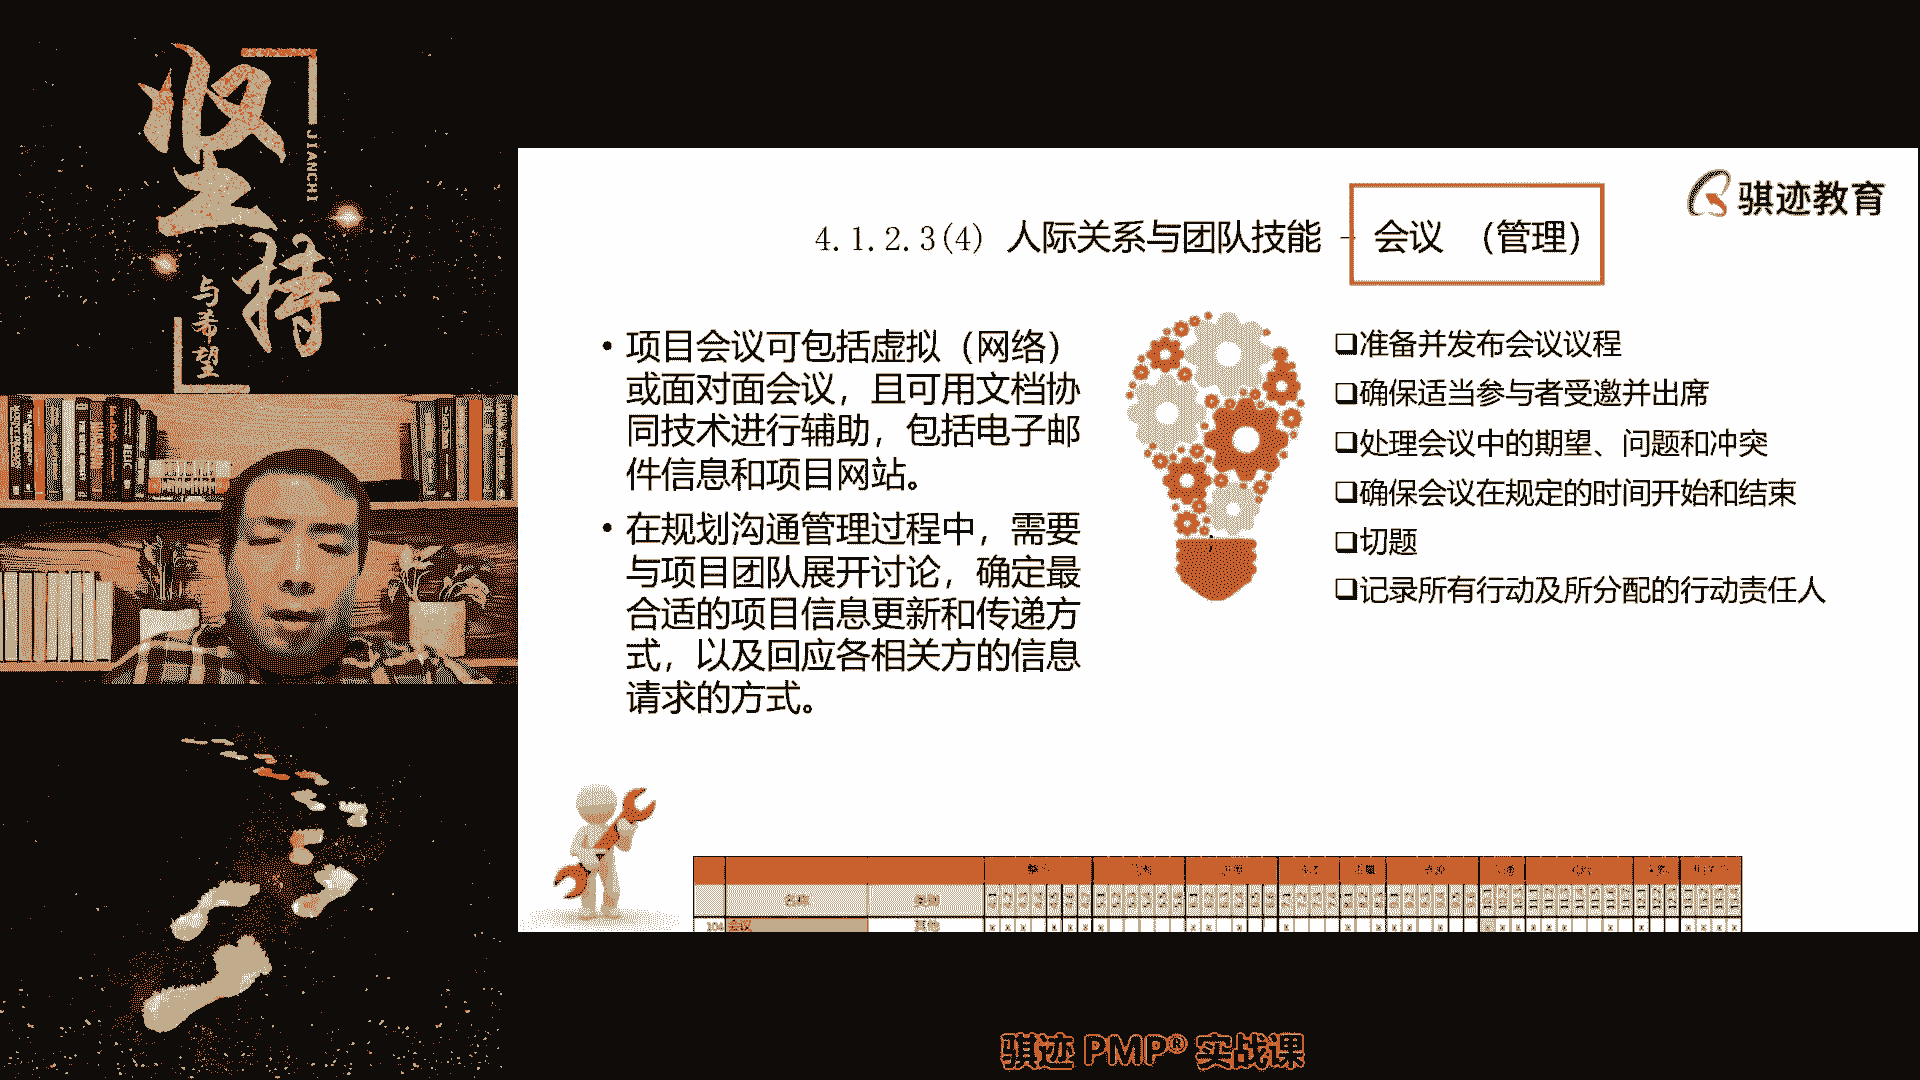 坚持
JIANCHI
与希望
骐迹教育
4.1.2.3(4) 人际关系与团队技能 - 会议 （管理）
• 项目会议可包括虚拟（网络）
或面对面会议，且可用文档协
同技术进行辅助，包括电子邮
件信息和项目网站。
• 在规划沟通管理过程中，需要
与项目团队展开讨论，确定最
合适的项目信息更新和传递方
式，以及回应各相关方的信息
请求的方式。
❑准备并发布会议议程
❑确保适当参与者受邀并出席
❑处理会议中的期望、问题和冲突
❑确保会议在规定的时间开始和结束
❑切题
❑记录所有行动及所分配的行动责任人
104 会议 其他
骐迹 PMP® 实战课